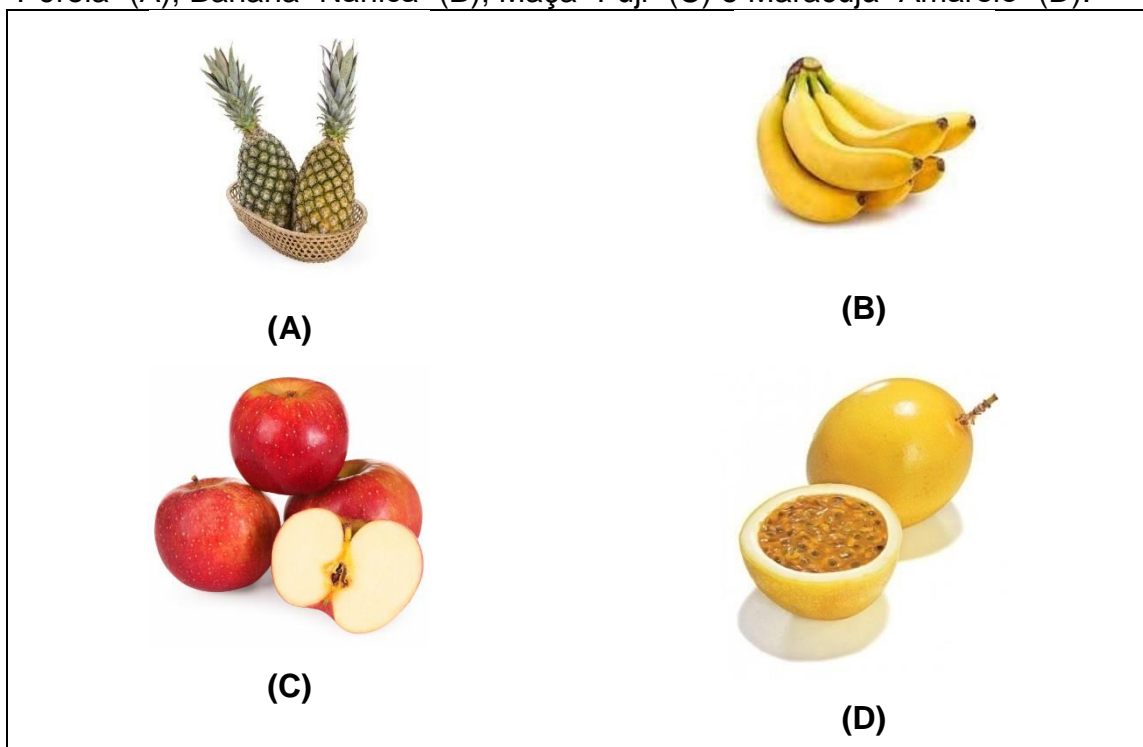 Pérola (A), Banana Nanica (B), Maçã Fuji (C) e Maracujá Amarelo (D).
(A)
(B)
(C)
(D)